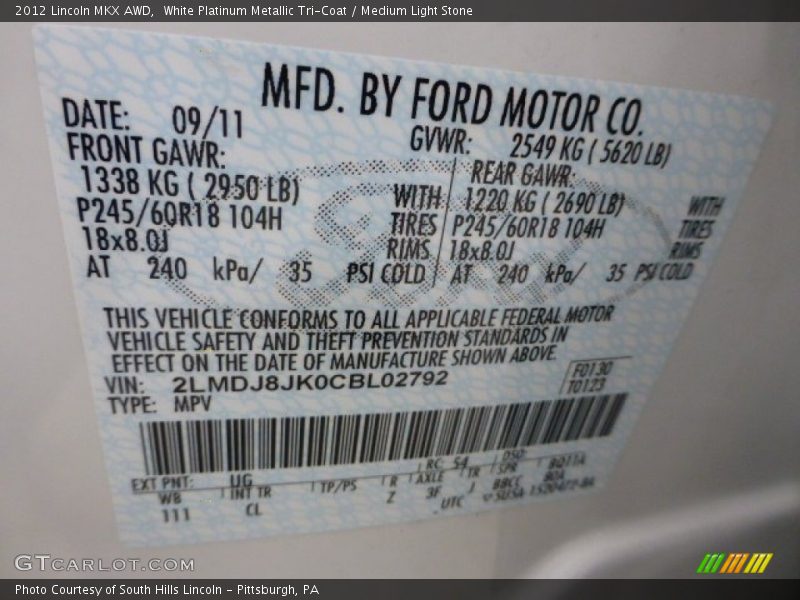 2012 Lincoln MKX AWD,  White Platinum Metallic Tri-Coat / Medium Light Stone
MFD. BY FORD MOTOR CO.
DATE: 09/11 GVWR: 2549 KG ( 5620 LB)
FRONT GAWR: REAR GAWR:
1338 KG ( 2950 LB) WITH 1220 KG ( 2690 LB) WITH
P245/60R18 104H TIRES P245/60R18 104H TIRES
18x8.0J RIMS 18x8.0J RIMS
AT 240 kPa/ 35 PSI COLD AT 240 kPa/ 35 PSI COLD
THIS VEHICLE CONFORMS TO ALL APPLICABLE FEDERAL MOTOR
VEHICLE SAFETY AND THEFT PREVENTION STANDARDS IN
EFFECT ON THE DATE OF MANUFACTURE SHOWN ABOVE.
VIN: 2LMDJ8JK0CBL02792 F0130
TYPE: MPV T0123
EXT PNT: UG RC: 54 DSO:
WB INT TR TP/PS R AXLE TR SPR
111 CL Z 3F J BBCC
UTC
GTCARLOT.COM
Photo Courtesy of South Hills Lincoln - Pittsburgh, PA